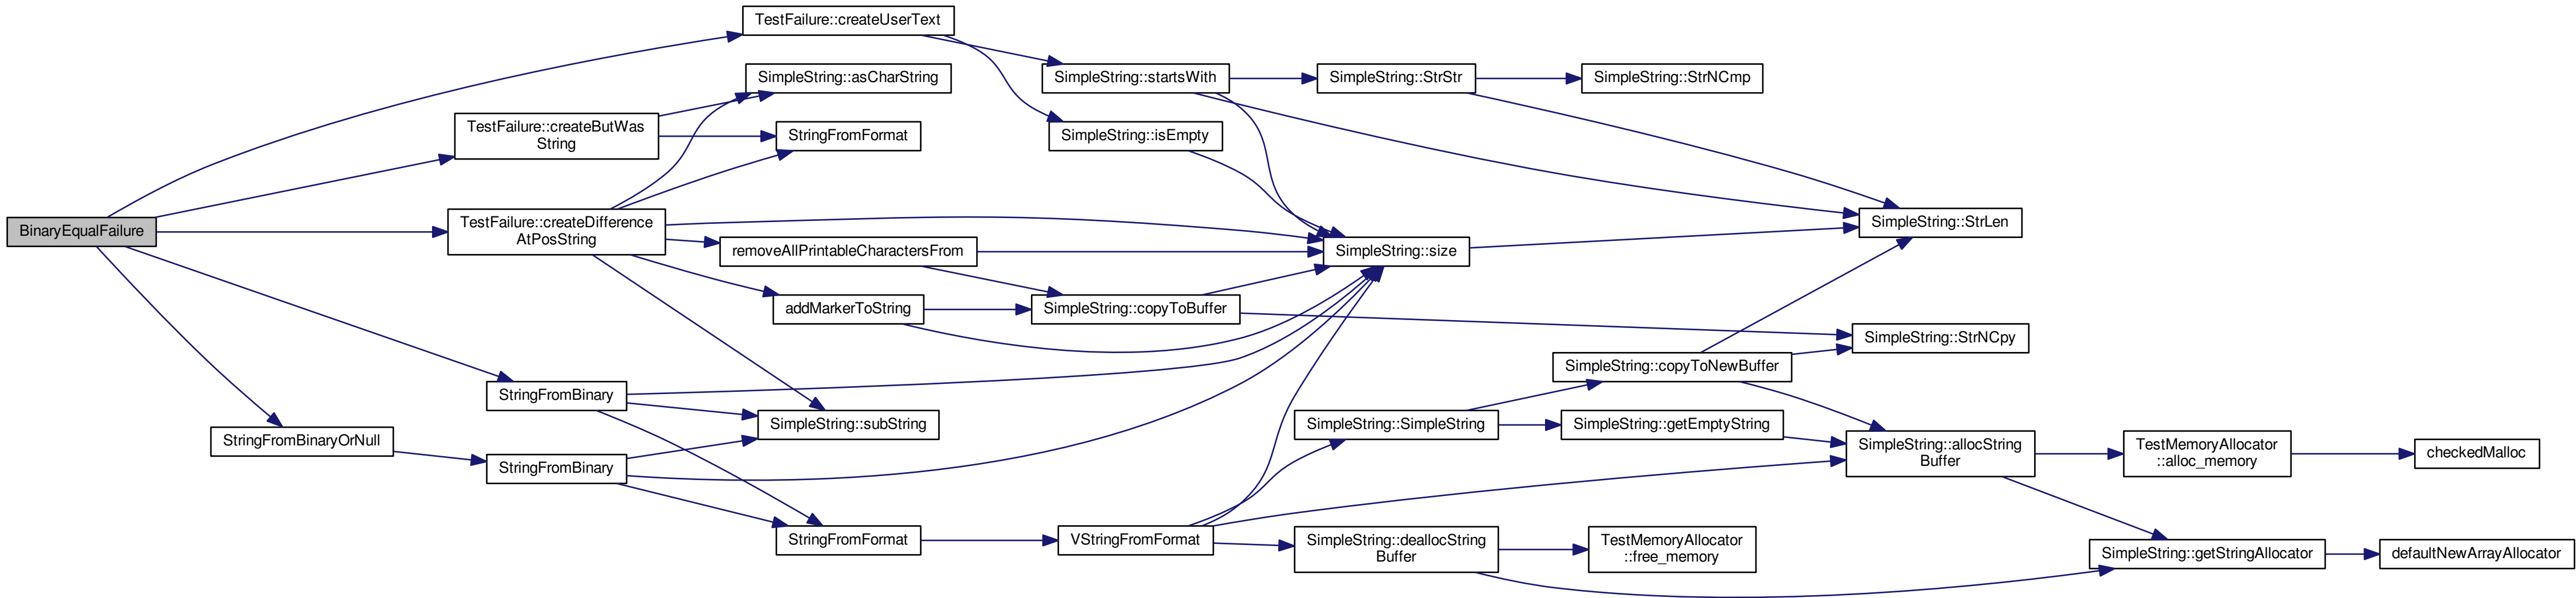 TestFailure::createUserText
SimpleString::asCharString
SimpleString::startsWith
SimpleString::StrStr
SimpleString::StrNCmp
TestFailure::createButWas
String
StringFromFormat
SimpleString::isEmpty
BinaryEqualFailure
TestFailure::createDifference
AtPosString
SimpleString::StrLen
removeAllPrintableCharactersFrom
SimpleString::size
addMarkerToString
SimpleString::copyToBuffer
SimpleString::StrNCpy
SimpleString::copyToNewBuffer
StringFromBinary
SimpleString::subString
SimpleString::SimpleString
SimpleString::getEmptyString
StringFromBinaryOrNull
SimpleString::allocString
Buffer
TestMemoryAllocator
::alloc_memory
checkedMalloc
StringFromBinary
StringFromFormat
VStringFromFormat
SimpleString::deallocString
Buffer
TestMemoryAllocator
::free_memory
SimpleString::getStringAllocator
defaultNewArrayAllocator